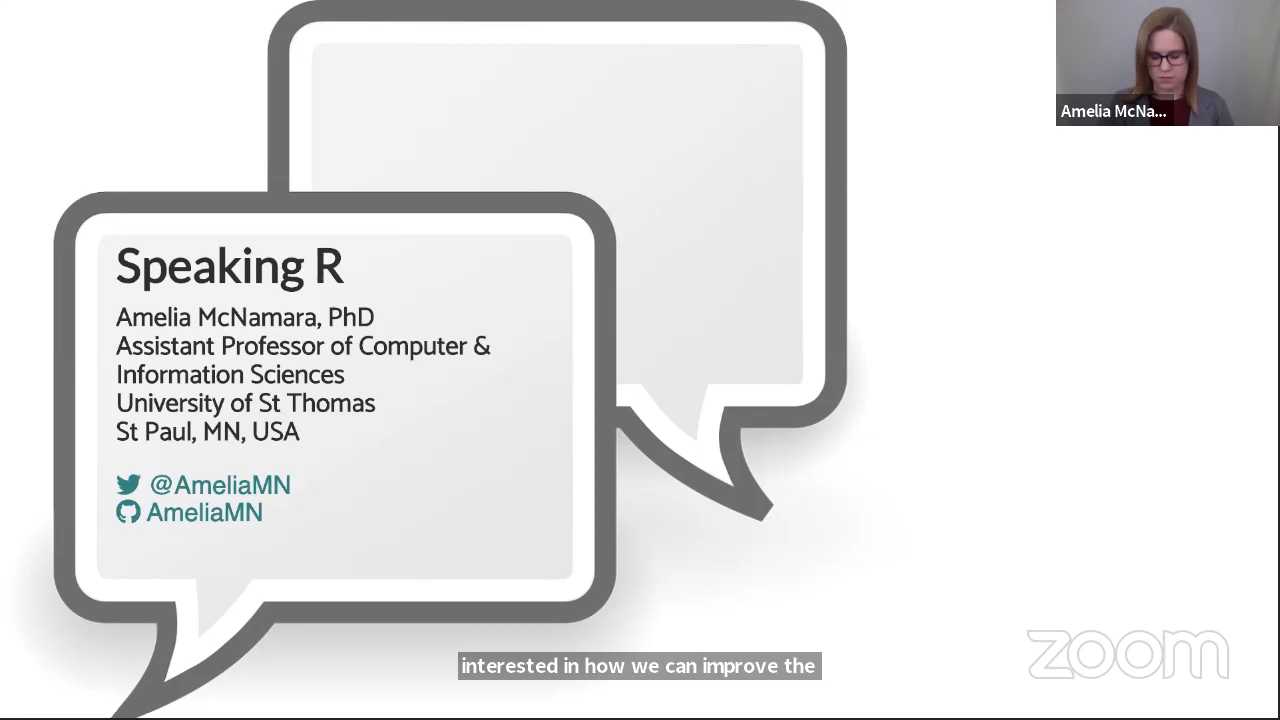 Amelia McNa...
Speaking R
Amelia McNamara, PhD
Assistant Professor of Computer &
Information Sciences
University of St Thomas
St Paul, MN, USA
@AmeliaMN
AmeliaMN
interested in how we can improve the
zoom